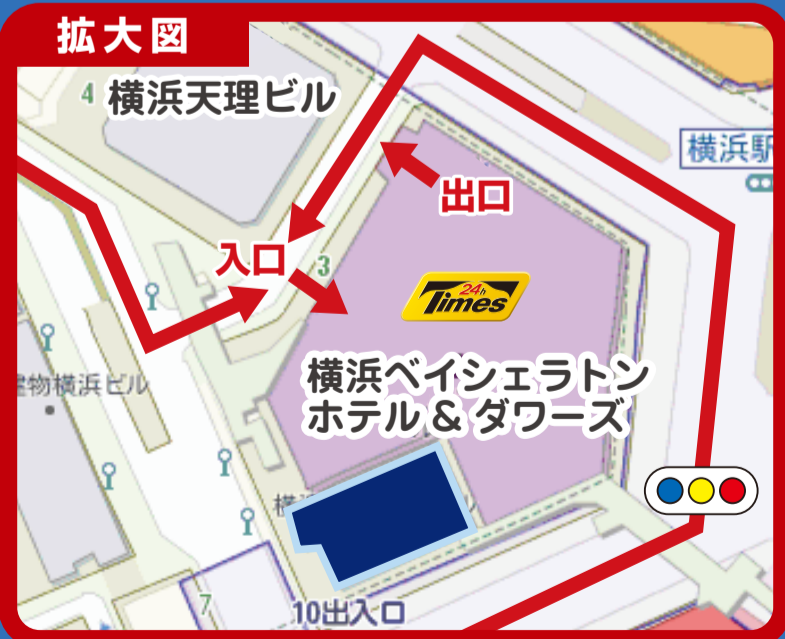 拡大図
4 横浜天理ビル
横浜駅
出口
入口
3
24h
Times
横浜ベイシェラトン
ホテル & ダワーズ
物横浜ビル
横
7
10出入口